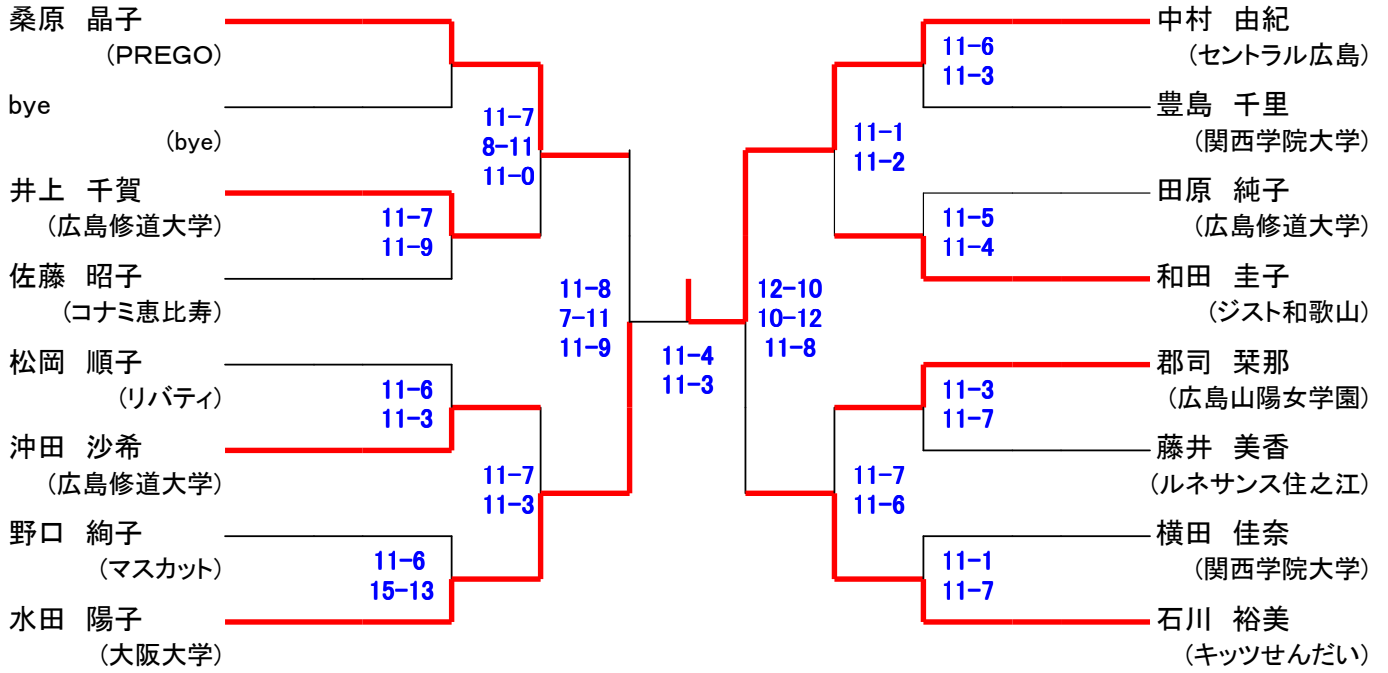 桑原 晶子
(PREGO)
bye
(bye)
井上 千賀
(広島修道大学)
佐藤 昭子
(コナミ恵比寿)
松岡 順子
(リバティ)
沖田 沙希
(広島修道大学)
野口 絢子
(マスカット)
水田 陽子
(大阪大学)
11-7
11-9
11-6
11-3
11-6
15-13
11-7
8-11
11-0
11-7
11-3
11-8
7-11
11-9
11-4
11-3
12-10
10-12
11-8
11-1
11-2
11-7
11-6
11-6
11-3
11-5
11-4
11-3
11-7
11-1
11-7
中村 由紀
(セントラル広島)
豊島 千里
(関西学院大学)
田原 純子
(広島修道大学)
和田 圭子
(ジスト和歌山)
郡司 栞那
(広島山陽女学園)
藤井 美香
(ルネサンス住之江)
横田 佳奈
(関西学院大学)
石川 裕美
(キッツせんだい)